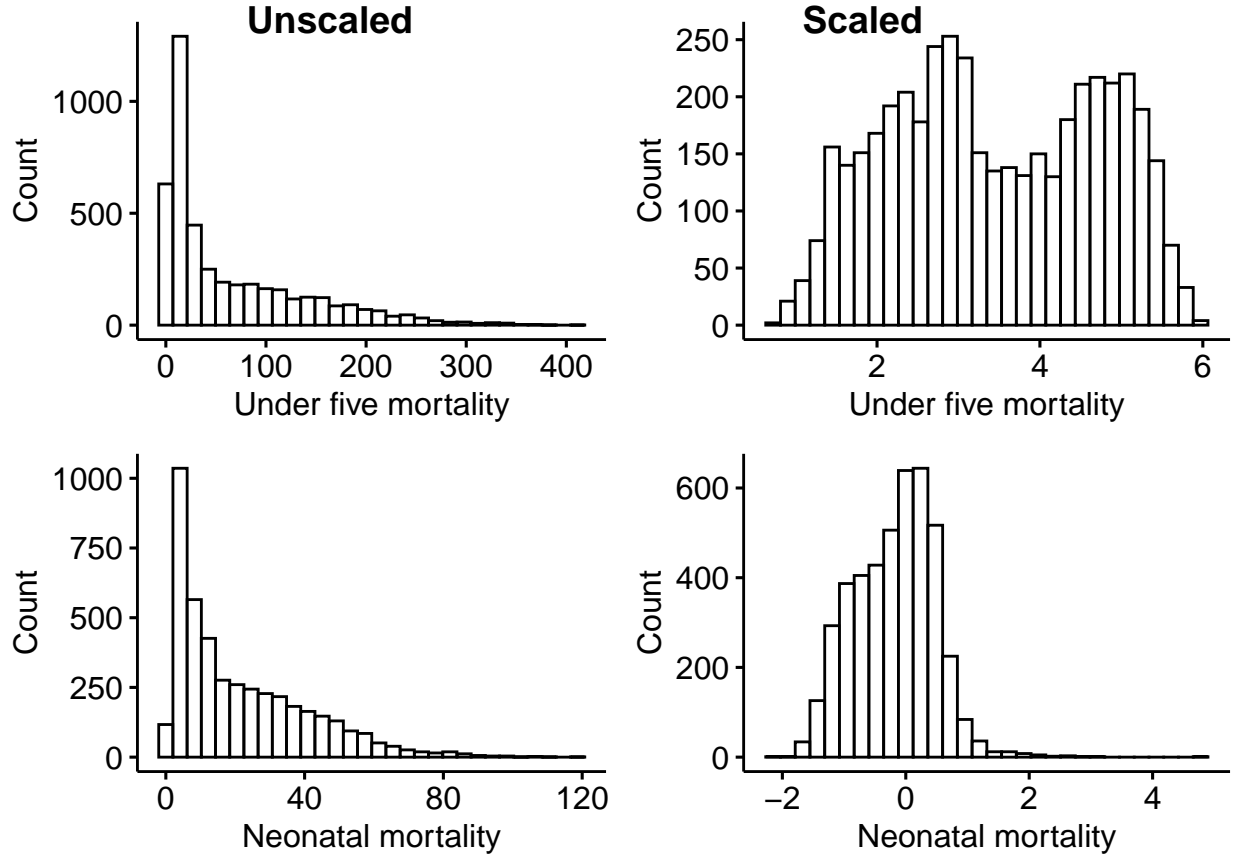 Unscaled
Scaled
1000
500
0
Count
0 100 200 300 400
Under five mortality
250
200
150
100
50
0
Count
2 4 6
Under five mortality
1000
750
500
250
0
Count
0 40 80 120
Neonatal mortality
600
400
200
0
Count
−2 0 2 4
Neonatal mortality